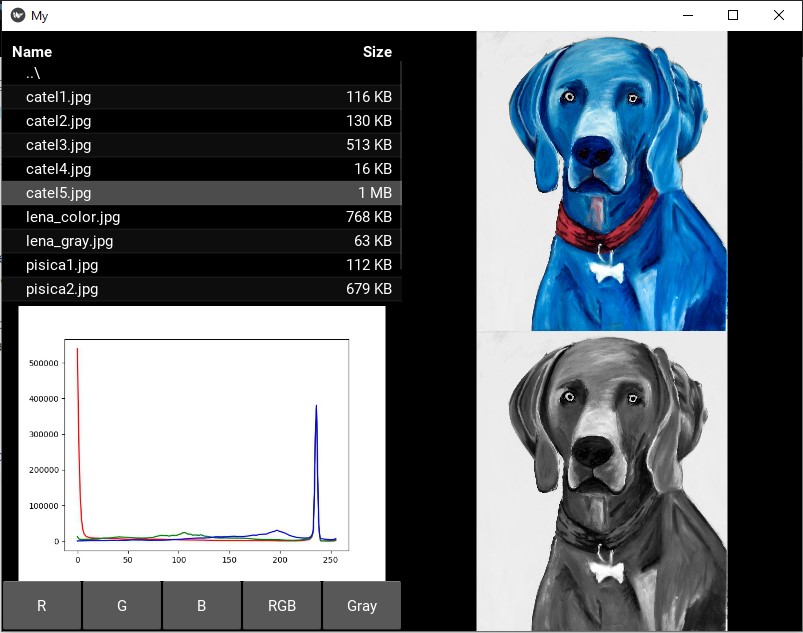 My
Name Size
..\
catel1.jpg 116 KB
catel2.jpg 130 KB
catel3.jpg 513 KB
catel4.jpg 16 KB
catel5.jpg 1 MB
lena_color.jpg 768 KB
lena_gray.jpg 63 KB
pisica1.jpg 112 KB
pisica2.jpg 679 KB
500000
400000
300000
200000
100000
0
0 50 100 150 200 250
R G B RGB Gray